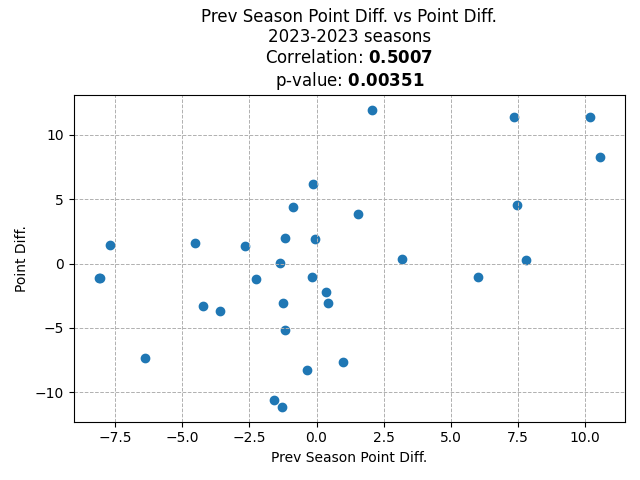 Prev Season Point Diff. vs Point Diff.
2023-2023 seasons
Correlation: 0.5007
p-value: 0.00351
10
5
0
−5
−10
Point Diff.
−7.5 −5.0 −2.5 0.0 2.5 5.0 7.5 10.0
Prev Season Point Diff.